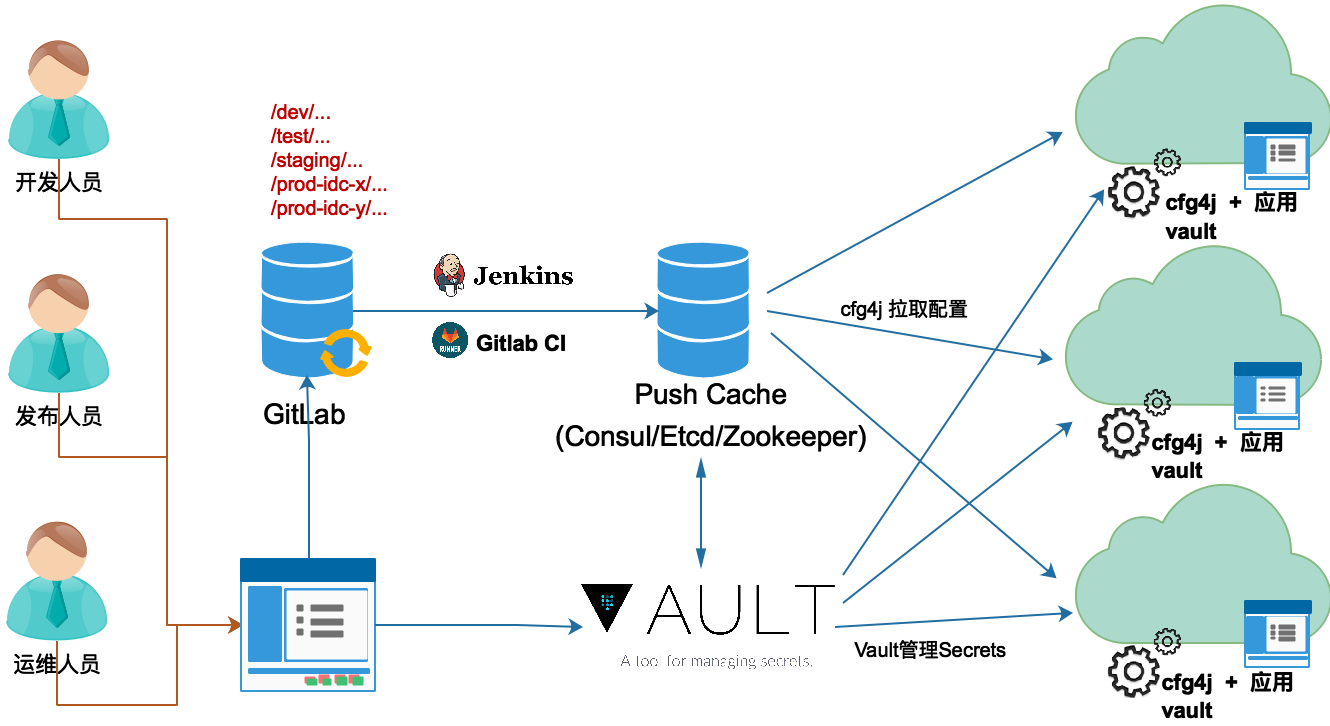 开发人员
发布人员
运维人员
/dev/...
/test/...
/staging/...
/prod-idc-x/...
/prod-idc-y/...
GitLab
Jenkins
RUNNER
Gitlab CI
Push Cache
(Consul/Etcd/Zookeeper)
VAULT
A tool for managing secrets.
cfg4j 拉取配置
Vault管理Secrets
cfg4j + 应用
vault
cfg4j + 应用
vault
cfg4j + 应用
vault